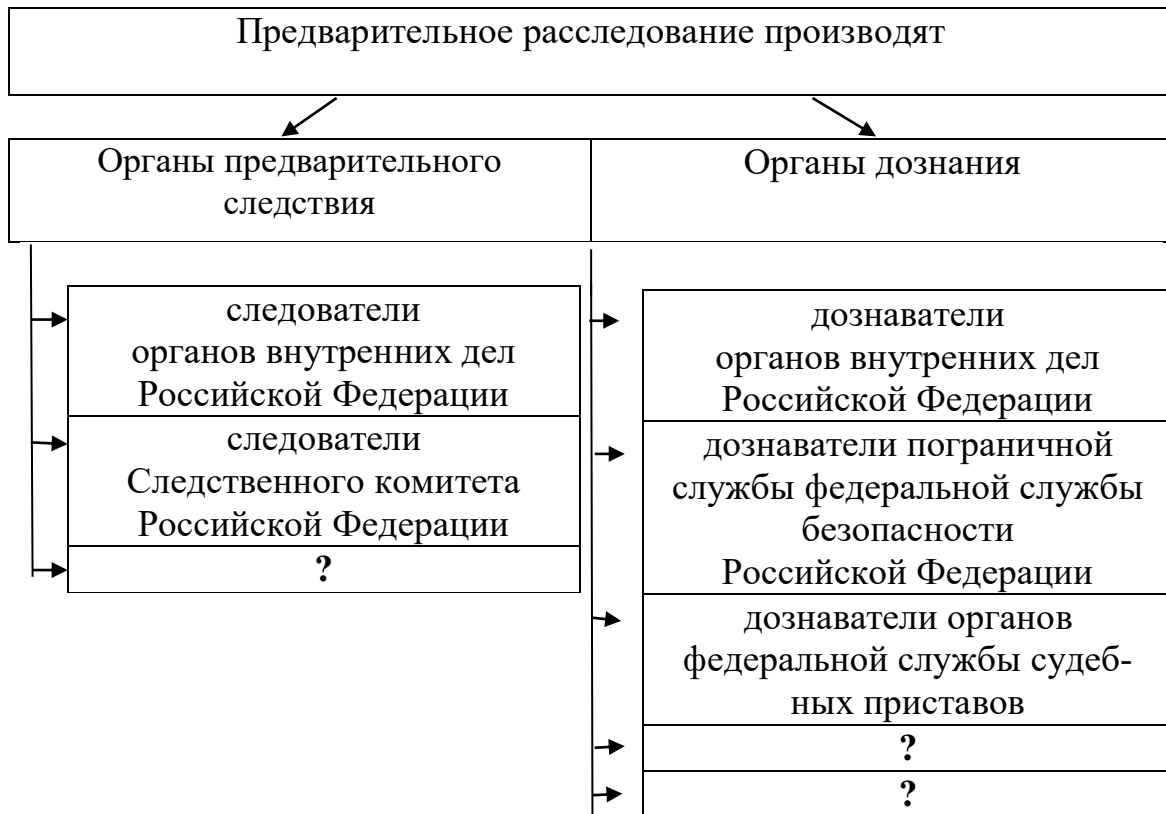 Предварительное расследование производят
Органы предварительного
следствия
Органы дознания
следователи
органов внутренних дел
Российской Федерации
следователи
Следственного комитета
Российской Федерации
?
дознаватели
органов внутренних дел
Российской Федерации
дознаватели пограничной
службы федеральной службы
безопасности
Российской Федерации
дознаватели органов
федеральной службы судеб-
ных приставов
?
?